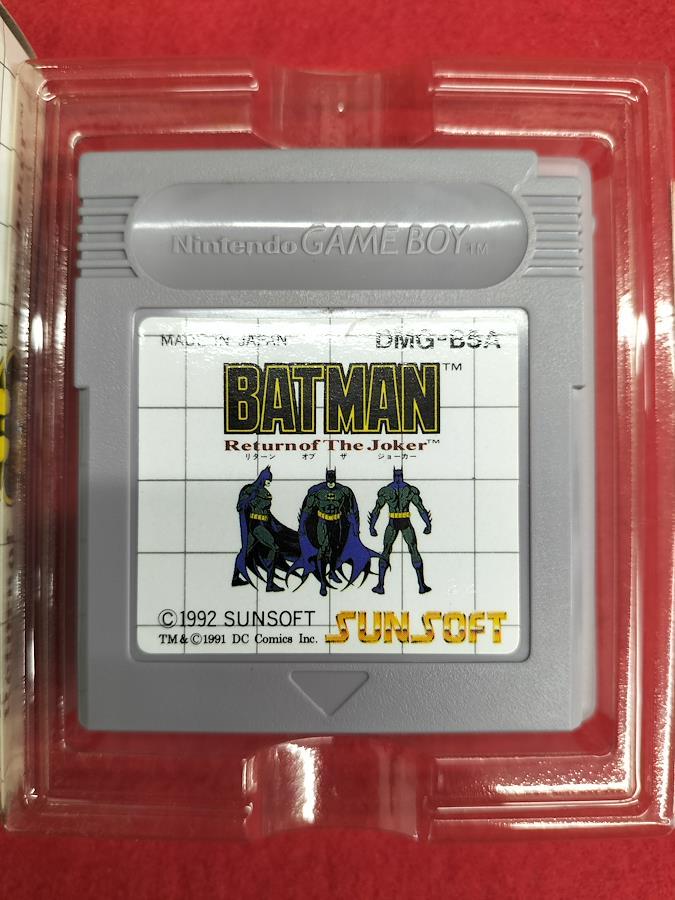 Nintendo GAME BOY TM
MADE IN JAPAN DMG-B5A
BATMAN TM
Return of The Joker TM
リターン オブ ザ ジョーカー
©1992 SUNSOFT
TM & ©1991 DC Comics Inc.
SUNSOFT